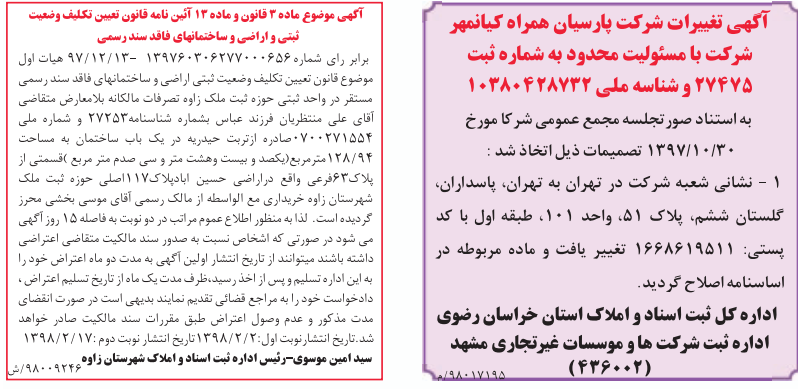 آگهی تغییرات شرکت پارسیان همراه کیانمهر
شرکت با مسئولیت محدود به شماره ثبت
۲۷۴۷۵ و شناسه ملی ۱۰۳۸۰۴۲۸۷۳۲
به استناد صورتجلسه مجمع عمومی شرکا مورخ
۱۳۹۷/۱۰/۳۰ تصمیمات ذیل اتخاذ شد :
۱ - نشانی شعبه شرکت در تهران به تهران، پاسداران،
گلستان ششم، پلاک ۵۱، واحد ۱۰۱، طبقه اول با کد
پستی: ۱۶۶۸۶۱۹۵۱۱ تغییر یافت و ماده مربوطه در
اساسنامه اصلاح گردید.
اداره کل ثبت اسناد و املاک استان خراسان رضوی
اداره ثبت شرکت ها و موسسات غیرتجاری مشهد
(۴۳۶۰۰۲)
۹۸۰۱۷۱۹۵/م
آگهی موضوع ماده ۳ قانون و ماده ۱۳ آئین نامه قانون تعیین تکلیف وضعیت
ثبتی و اراضی و ساختمانهای فاقد سند رسمی
برابر رای شماره ۱۳۹۷۶۰۳۰۶۲۷۷۰۰۰۶۵۶ -۹۷/۱۲/۱۳ هیات اول
موضوع قانون تعیین تکلیف وضعیت ثبتی اراضی و ساختمانهای فاقد سند رسمی
مستقر در واحد ثبتی حوزه ثبت ملک زاوه تصرفات مالکانه بلامعارض متقاضی
آقای علی منتظریان فرزند عباس بشماره شناسنامه ۲۷۲۵۳ و شماره ملی
۰۷۰۰۲۷۱۵۵۴ صادره ازتربت حیدریه در یک باب ساختمان به مساحت
۱۲۸/۹۴ مترمربع(یکصد و بیست وهشت متر و سی صدم متر مربع )قسمتی از
پلاک۶۳فرعی واقع دراراضی حسین ابادپلاک۱۱۷اصلی حوزه ثبت ملک
شهرستان زاوه خریداری مع الواسطه از مالک رسمی آقای موسی بخشی محرز
گردیده است. لذا به منظور اطلاع عموم مراتب در دو نوبت به فاصله ۱۵ روز آگهی
می شود در صورتی که اشخاص نسبت به صدور سند مالکیت متقاضی اعتراضی
داشته باشند میتوانند از تاریخ انتشار اولین آگهی به مدت دو ماه اعتراض خود را
به این اداره تسلیم و پس از اخذ رسید،ظرف مدت یک ماه از تاریخ تسلیم اعتراض ،
دادخواست خود را به مراجع قضائی تقدیم نمایند بدیهی است در صورت انقضای
مدت مذکور و عدم وصول اعتراض طبق مقررات سند مالکیت صادر خواهد
شد.تاریخ انتشارنوبت اول:۱۳۹۸/۲/۲تاریخ انتشار نوبت دوم :۱۳۹۸/۲/۱۷
سید امین موسوی-رئیس اداره ثبت اسناد و املاک شهرستان زاوه
۹۸۰۰۹۲۴۶/ش